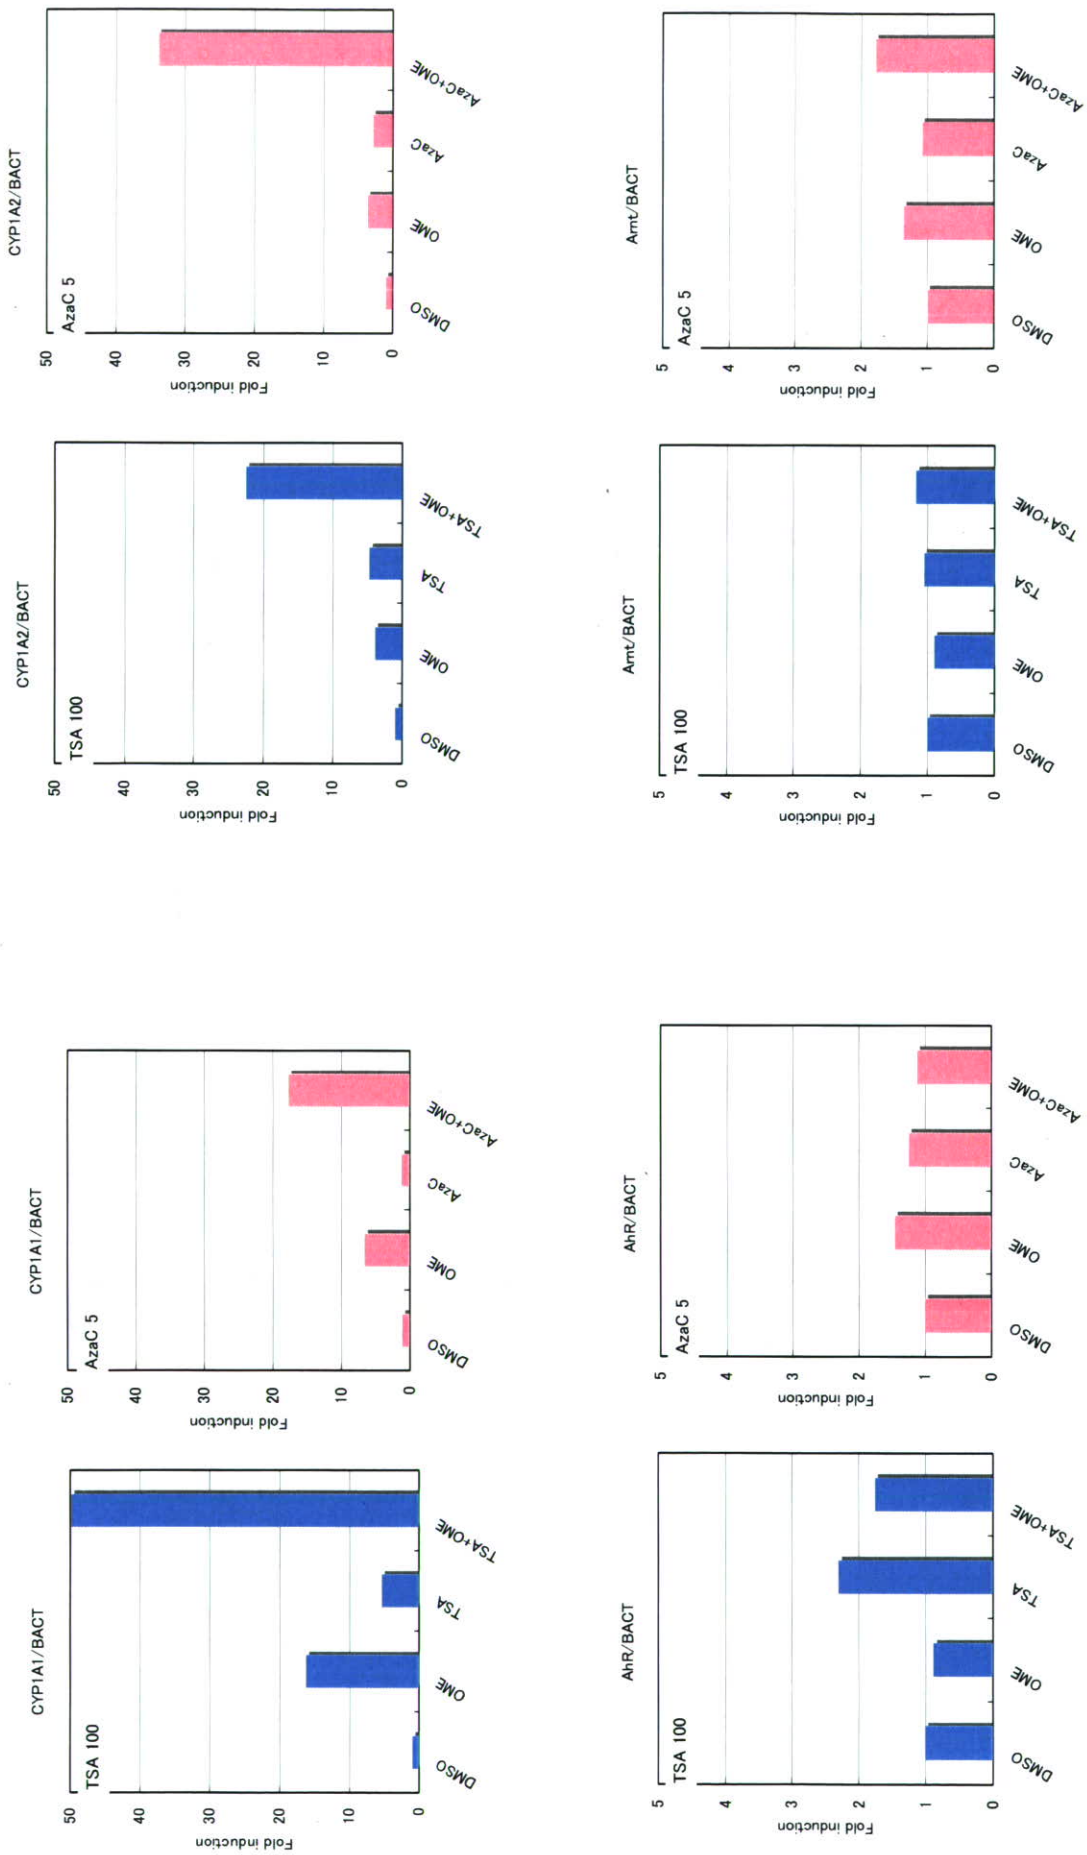 CYP1A1/BACT
TSA 100
Fold induction
50
40
30
20
10
0
DMSO
OME
TSA
TSA+OME
CYP1A1/BACT
AzaC 5
Fold induction
50
40
30
20
10
0
DMSO
OME
AzaC
AzaC+OME
CYP1A2/BACT
TSA 100
Fold induction
50
40
30
20
10
0
DMSO
OME
TSA
TSA+OME
CYP1A2/BACT
AzaC 5
Fold induction
50
40
30
20
10
0
DMSO
OME
AzaC
AzaC+OME
AhR/BACT
TSA 100
Fold induction
5
4
3
2
1
0
DMSO
OME
TSA
TSA+OME
AhR/BACT
AzaC 5
Fold induction
5
4
3
2
1
0
DMSO
OME
AzaC
AzaC+OME
Arnt/BACT
TSA 100
Fold induction
5
4
3
2
1
0
DMSO
OME
TSA
TSA+OME
Arnt/BACT
AzaC 5
Fold induction
5
4
3
2
1
0
DMSO
OME
AzaC
AzaC+OME